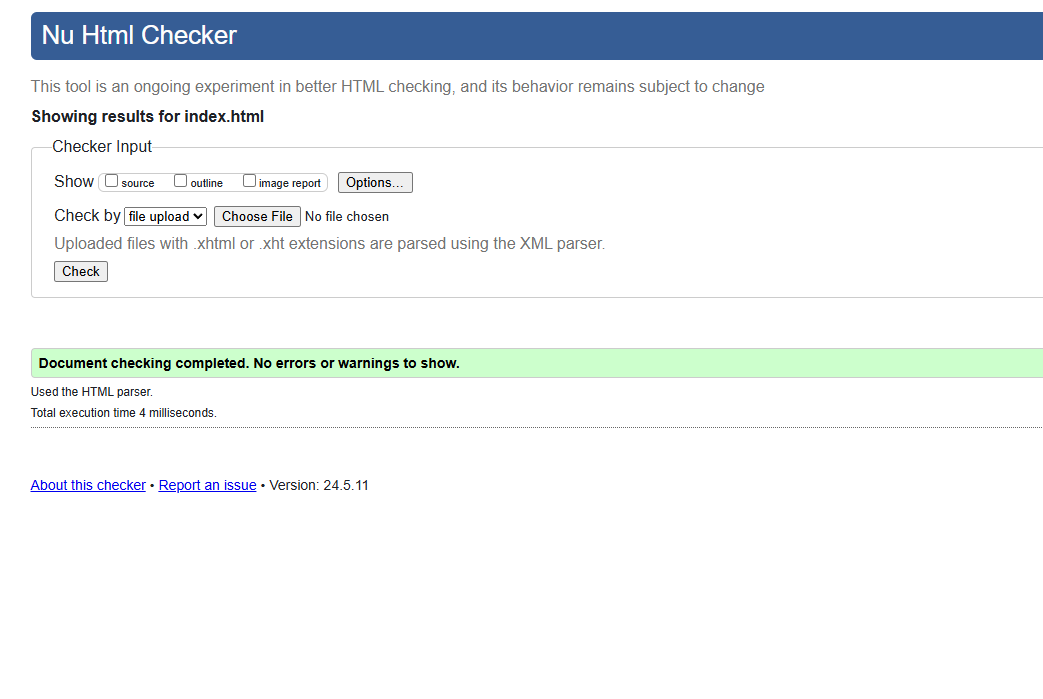 Nu Html Checker
This tool is an ongoing experiment in better HTML checking, and its behavior remains subject to change
Showing results for index.html
Checker Input
Show source outline image report Options...
Check by file upload Choose File No file chosen
Uploaded files with .xhtml or .xht extensions are parsed using the XML parser.
Check
Document checking completed. No errors or warnings to show.
Used the HTML parser.
Total execution time 4 milliseconds.
About this checker • Report an issue • Version: 24.5.11